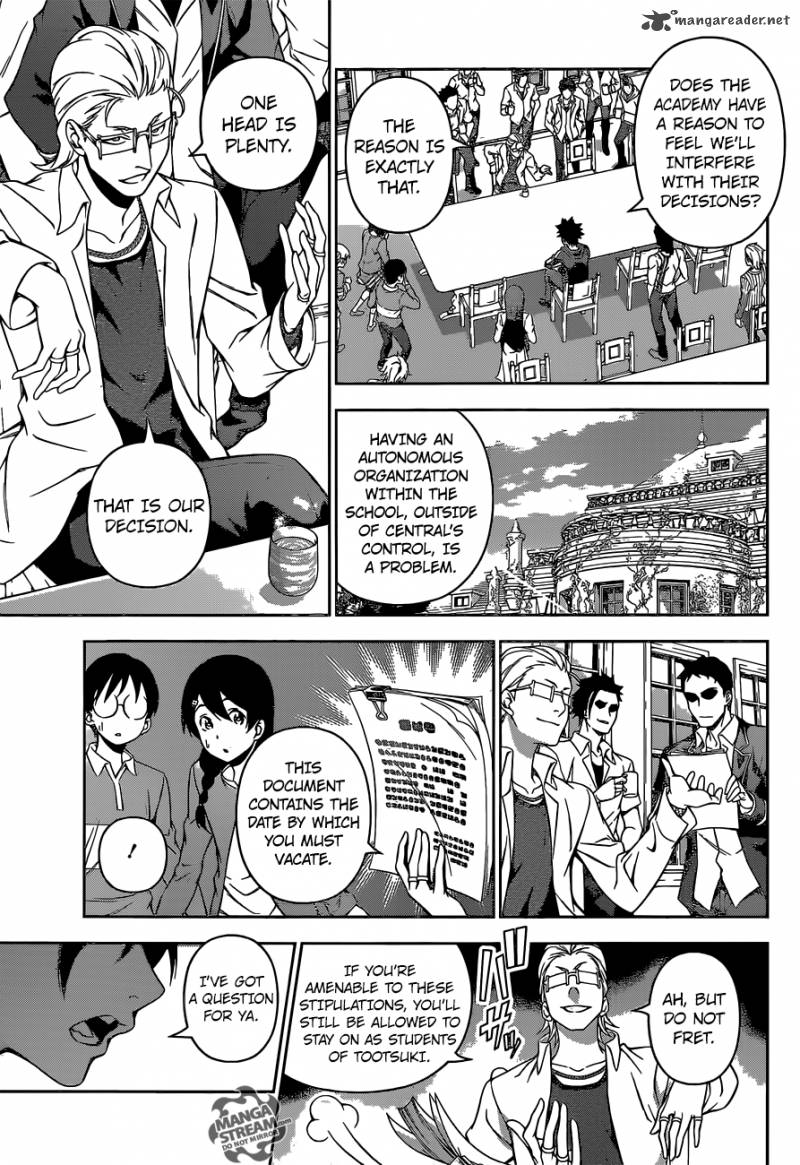 mangareader.net
DOES THE
ACADEMY HAVE
A REASON TO
FEEL WE'LL
INTERFERE
WITH THEIR
DECISIONS?
THE
REASON IS
EXACTLY
THAT.
ONE
HEAD IS
PLENTY.
THAT IS OUR
DECISION.
HAVING AN
AUTONOMOUS
ORGANIZATION
WITHIN THE
SCHOOL, OUTSIDE
OF CENTRAL'S
CONTROL, IS
A PROBLEM.
THIS
DOCUMENT
CONTAINS THE
DATE BY WHICH
YOU MUST
VACATE.
!
AH, BUT
DO NOT
FRET.
IF YOU'RE
AMENABLE TO THESE
STIPULATIONS, YOU'LL
STILL BE ALLOWED TO
STAY ON AS STUDENTS
OF TOOTSUKI.
I'VE GOT
A QUESTION
FOR YA.
MANGA
STREAM.com
DO NOT MIRROR